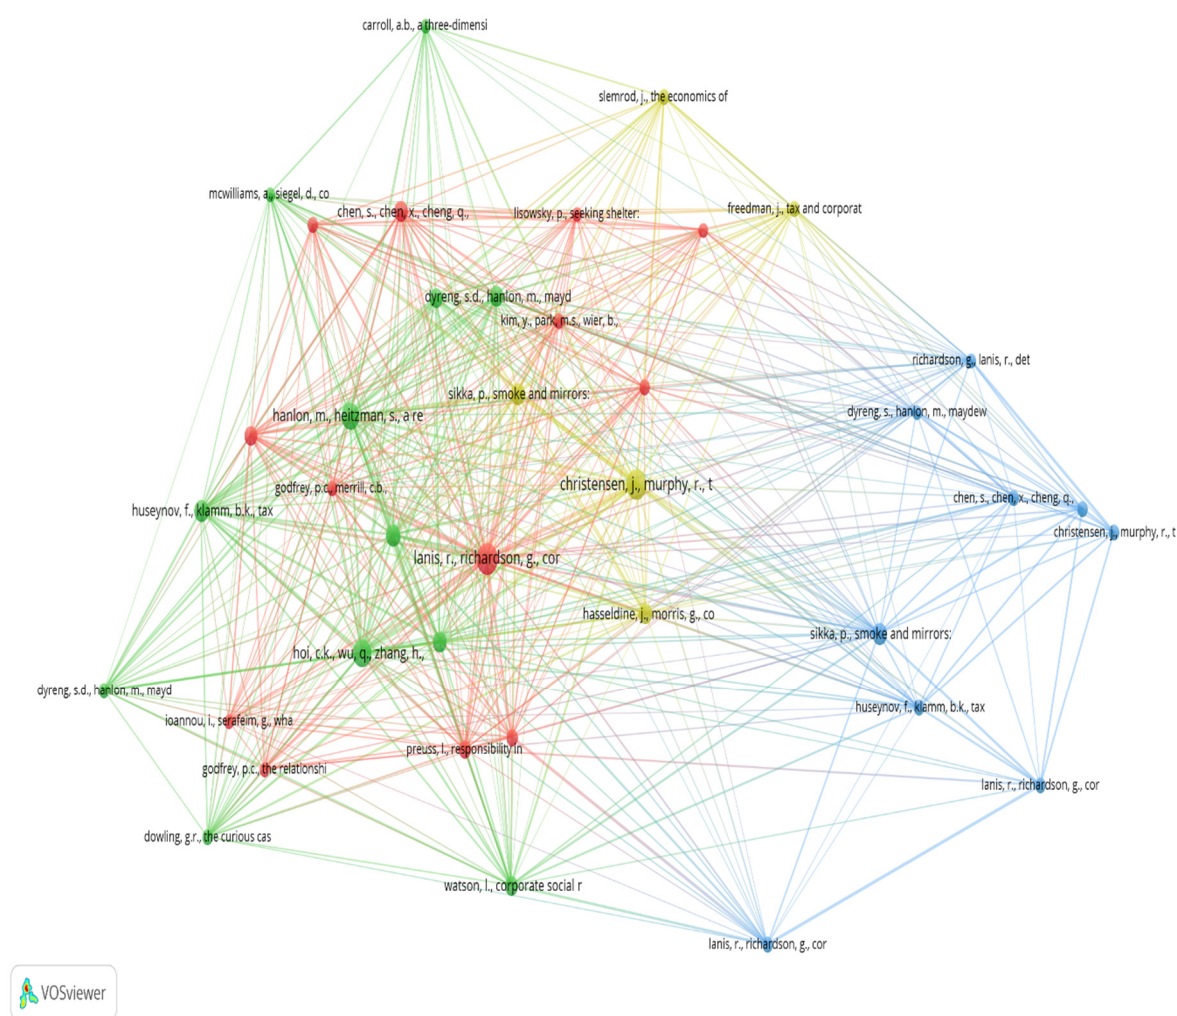 carroll, a.b., a three-dimensi
slemrod, j., the economics of
mcwilliams, a., siegel, d., co
chen, s., chen, x., cheng, q.,
lisowsky, p., seeking shelter:
freedman, j., tax and corporat
dyreng, s.d., hanlon, m., mayd
kim, y., park, m.s., wier, b.,
richardson, g., lanis, r., det
sikka, p., smoke and mirrors:
hanlon, m., heitzman, s., a re
dyreng, s., hanlon, m., maydew
godfrey, p.c., merrill, c.b.,
christensen, j., murphy, r., t
chen, s., chen, x., cheng, q.,
huseynov, f., klamm, b.k., tax
christensen, j., murphy, r., t
lanis, r., richardson, g., cor
hasseldine, j., morris, g., co
sikka, p., smoke and mirrors:
hoi, c.k., wu, q., zhang, h.,
dyreng, s.d., hanlon, m., mayd
huseynov, f., klamm, b.k., tax
ioannou, i., serafeim, g., wha
preuss, l., responsibility in
godfrey, p.c., the relationshi
lanis, r., richardson, g., cor
dowling, g.r., the curious cas
watson, l., corporate social r
lanis, r., richardson, g., cor
VOSviewer